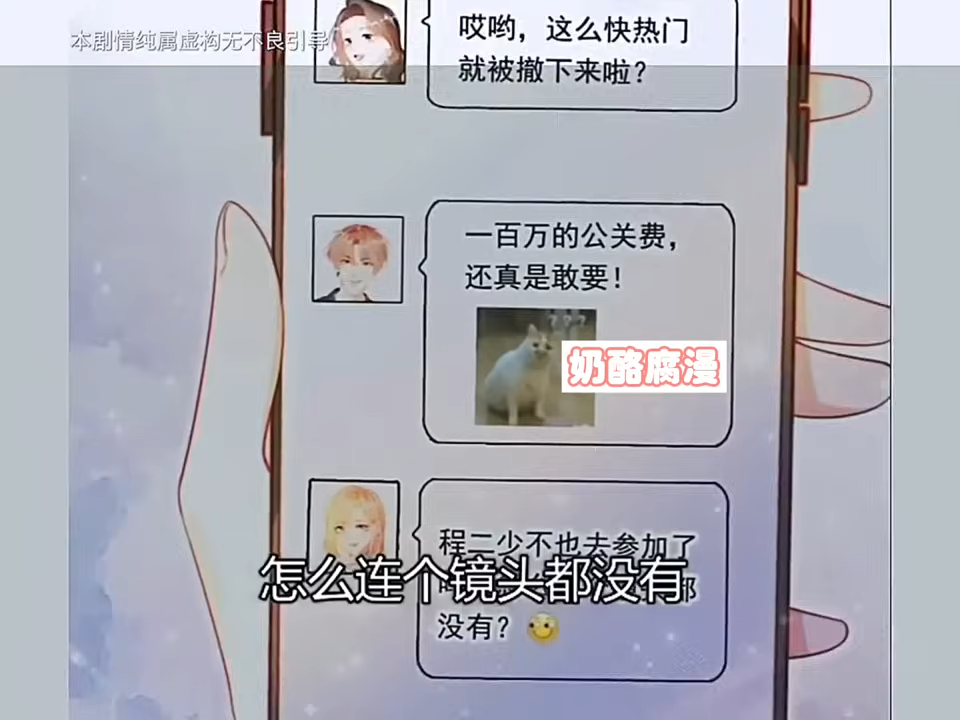 本剧情纯属虚构无不良引导
哎哟，这么快热门
就被撤下来啦？
一百万的公关费，
还真是敢要！
???
奶酪腐漫
程二少不也去参加了
怎么连个镜头都没有
没有？